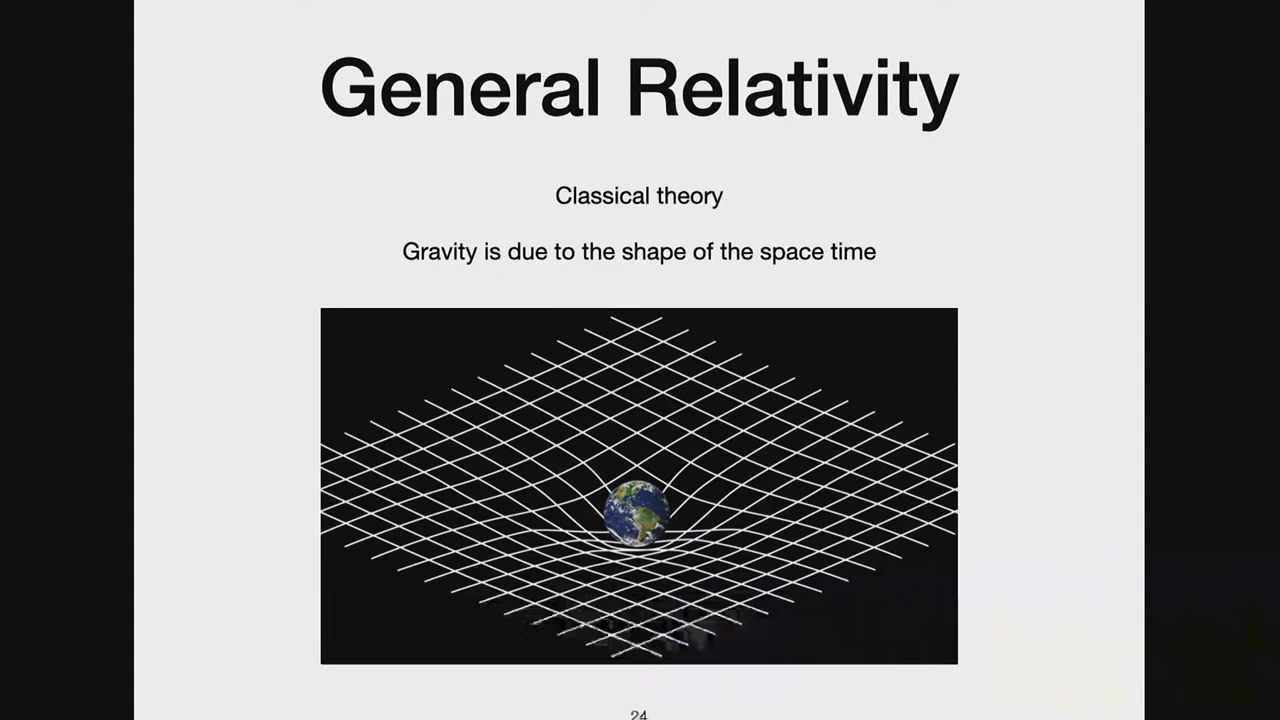 General Relativity
Classical theory
Gravity is due to the shape of the space time
24